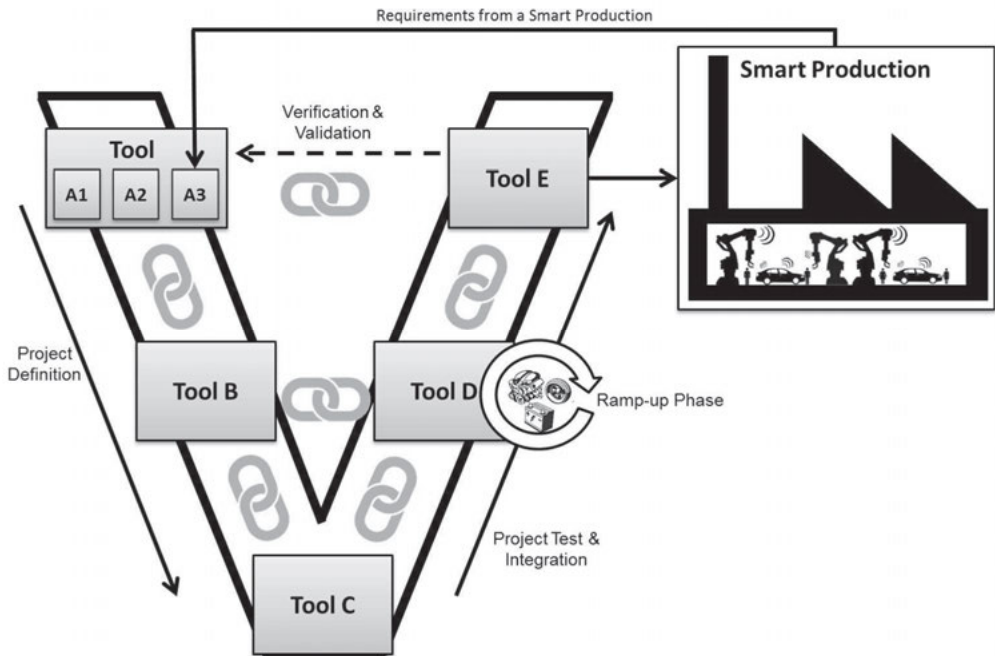 Requirements from a Smart Production
Smart Production
Verification &
Validation
Tool
A1
A2
A3
Tool E
Project
Definition
Tool B
Tool D
Ramp-up Phase
Project Test &
Integration
Tool C